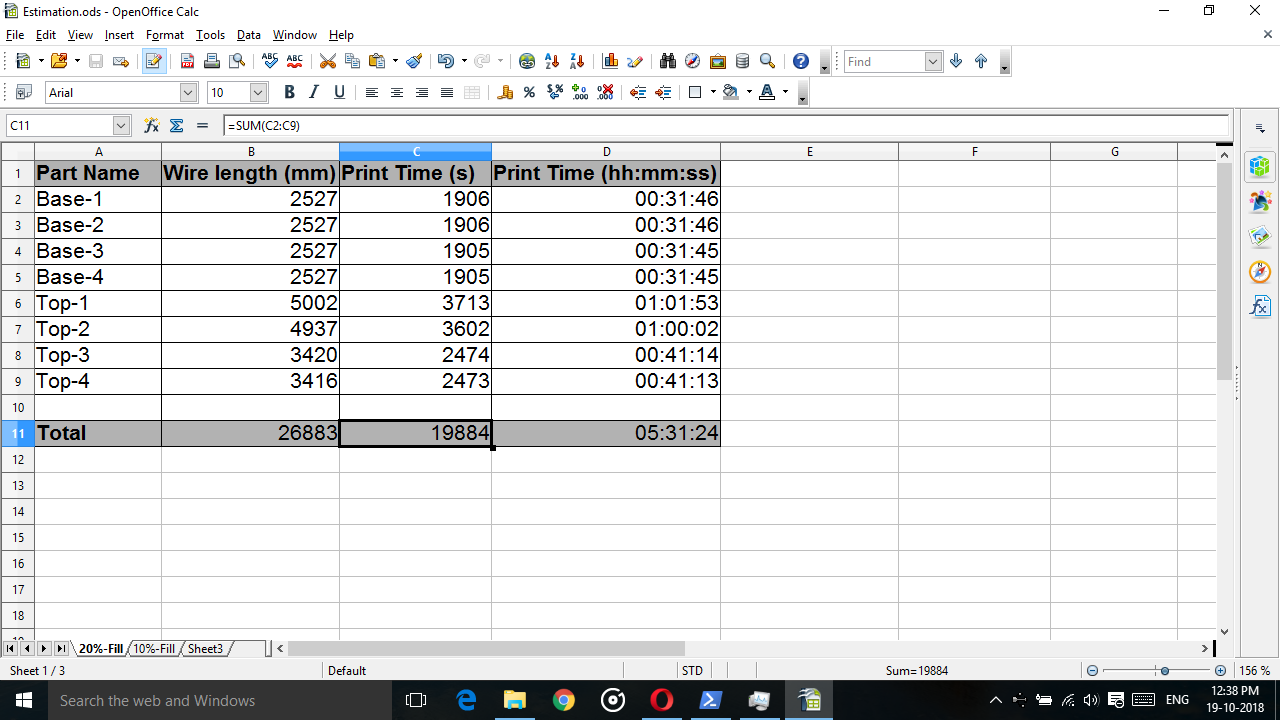 Estimation.ods - OpenOffice Calc
File Edit View Insert Format Tools Data Window Help
Find
Arial 10
C11 =SUM(C2:C9)
A B C D E F G
1 Part Name Wire length (mm) Print Time (s) Print Time (hh:mm:ss)
2 Base-1 2527 1906 00:31:46
3 Base-2 2527 1906 00:31:46
4 Base-3 2527 1905 00:31:45
5 Base-4 2527 1905 00:31:45
6 Top-1 5002 3713 01:01:53
7 Top-2 4937 3602 01:00:02
8 Top-3 3420 2474 00:41:14
9 Top-4 3416 2473 00:41:13
10
11 Total 26883 19884 05:31:24
12
13
14
15
16
17
18
20%-Fill 10%-Fill Sheet3
Sheet 1 / 3 Default STD Sum=19884 156 %
Search the web and Windows
ENG
12:38 PM
19-10-2018